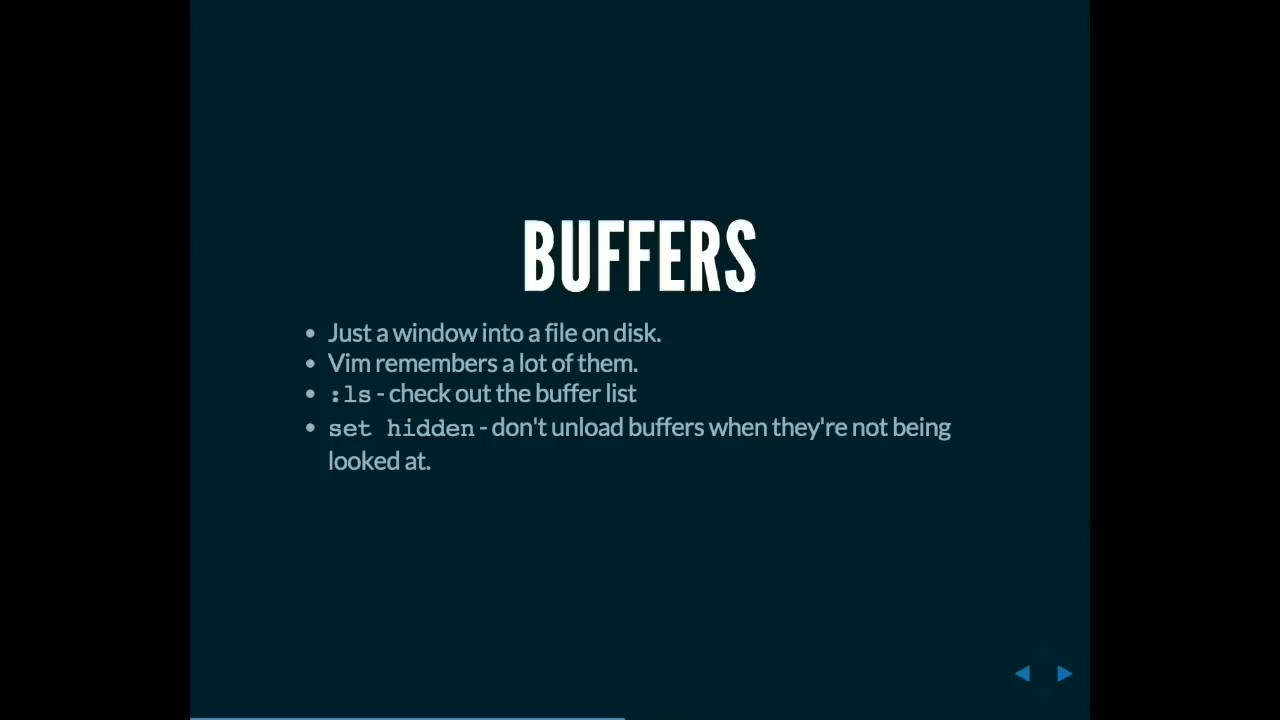 BUFFERS
• Just a window into a file on disk.
• Vim remembers a lot of them.
• :ls - check out the buffer list
• set hidden - don't unload buffers when they're not being
looked at.